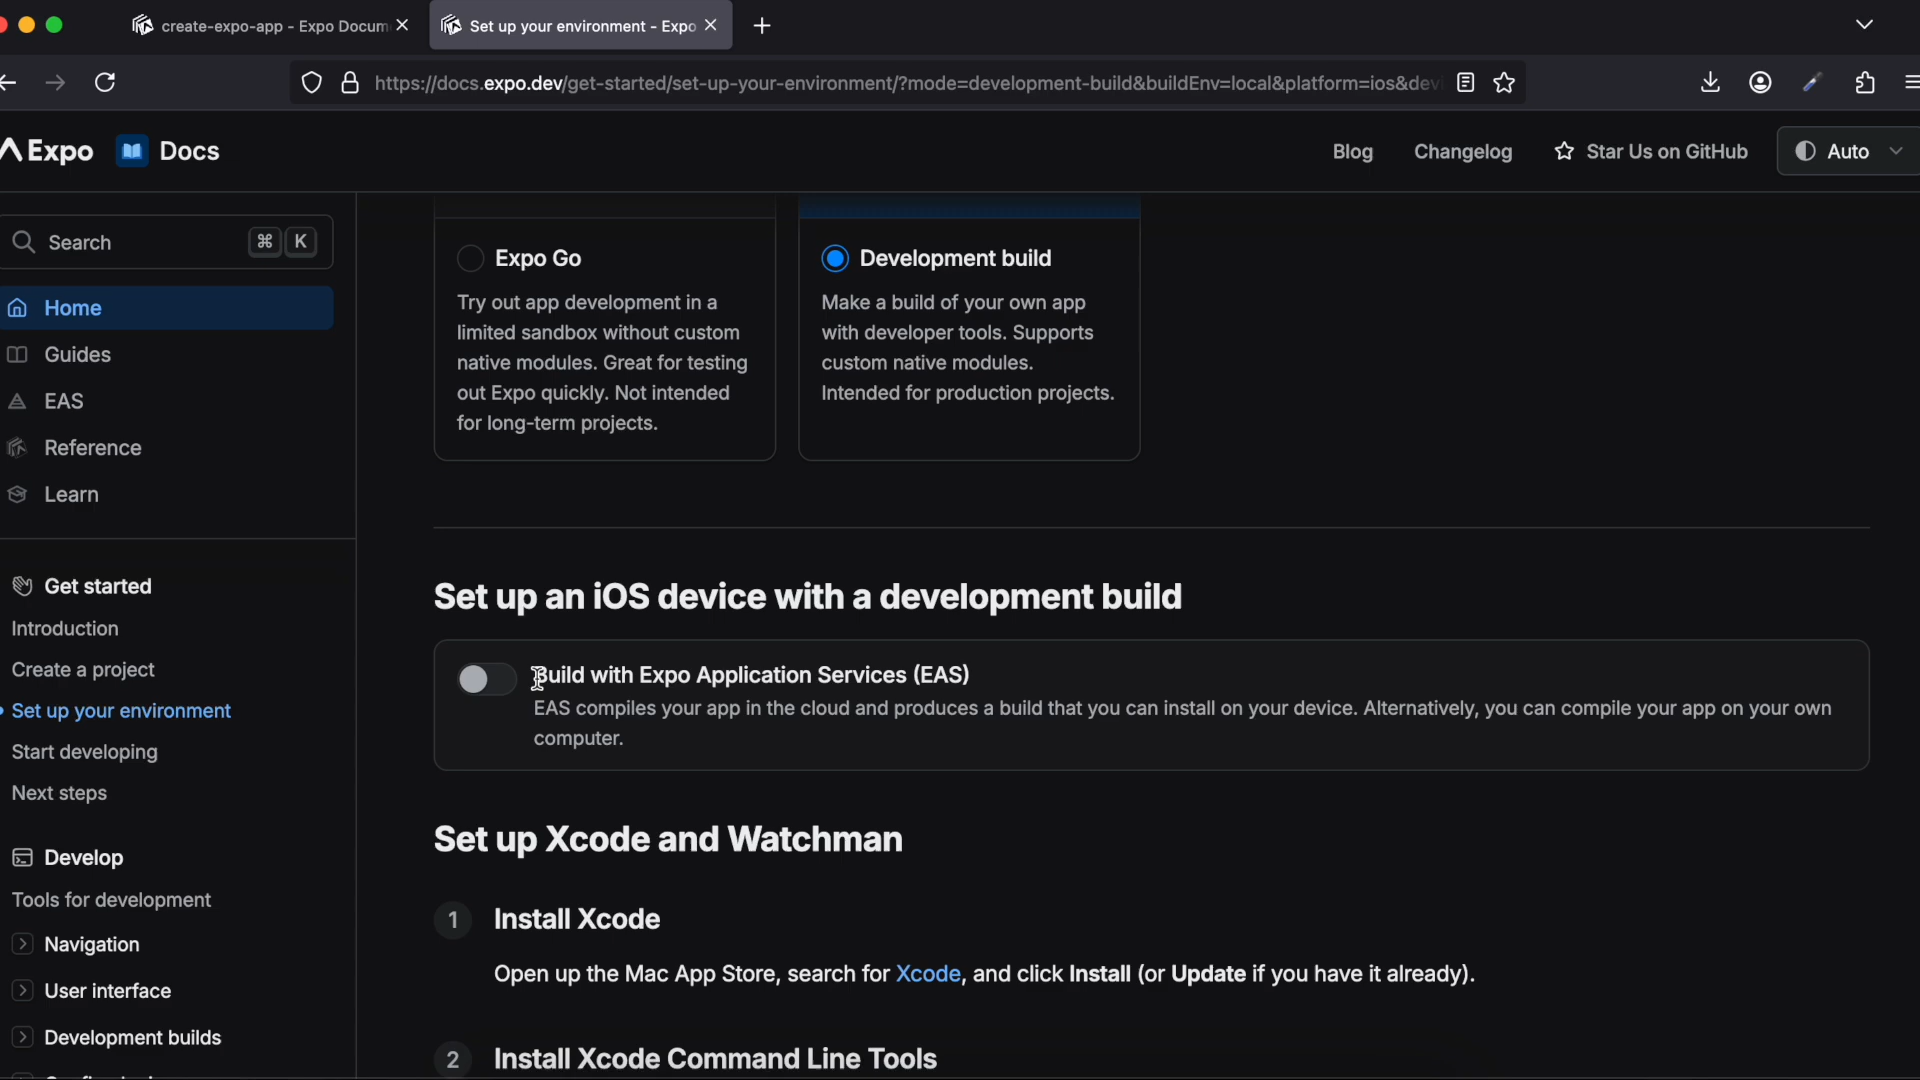 create-expo-app - Expo Docum
Set up your environment - Expo
https://docs.expo.dev/get-started/set-up-your-environment/?mode=development-build&buildEnv=local&platform=ios&dev
Expo Docs
Blog
Changelog
Star Us on GitHub
Auto
Search
⌘ K
Home
Guides
EAS
Reference
Learn
Get started
Introduction
Create a project
Set up your environment
Start developing
Next steps
Develop
Tools for development
Navigation
User interface
Development builds
Expo Go
Try out app development in a
limited sandbox without custom
native modules. Great for testing
out Expo quickly. Not intended
for long-term projects.
Development build
Make a build of your own app
with developer tools. Supports
custom native modules.
Intended for production projects.
Set up an iOS device with a development build
Build with Expo Application Services (EAS)
EAS compiles your app in the cloud and produces a build that you can install on your device. Alternatively, you can compile your app on your own
computer.
Set up Xcode and Watchman
1 Install Xcode
Open up the Mac App Store, search for Xcode, and click Install (or Update if you have it already).
2 Install Xcode Command Line Tools